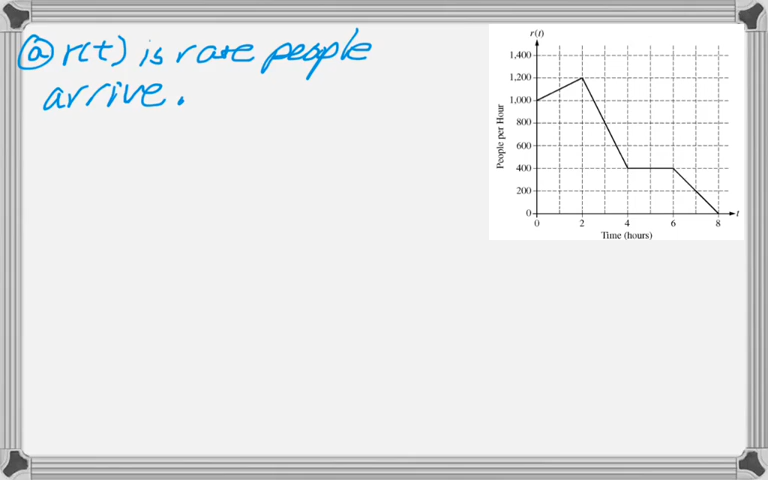 ⓐ r(t) is rate people
arrive.
r(t)
1,400
1,200
1,000
800
600
400
200
0
People per Hour
0 2 4 6 8 t
Time (hours)